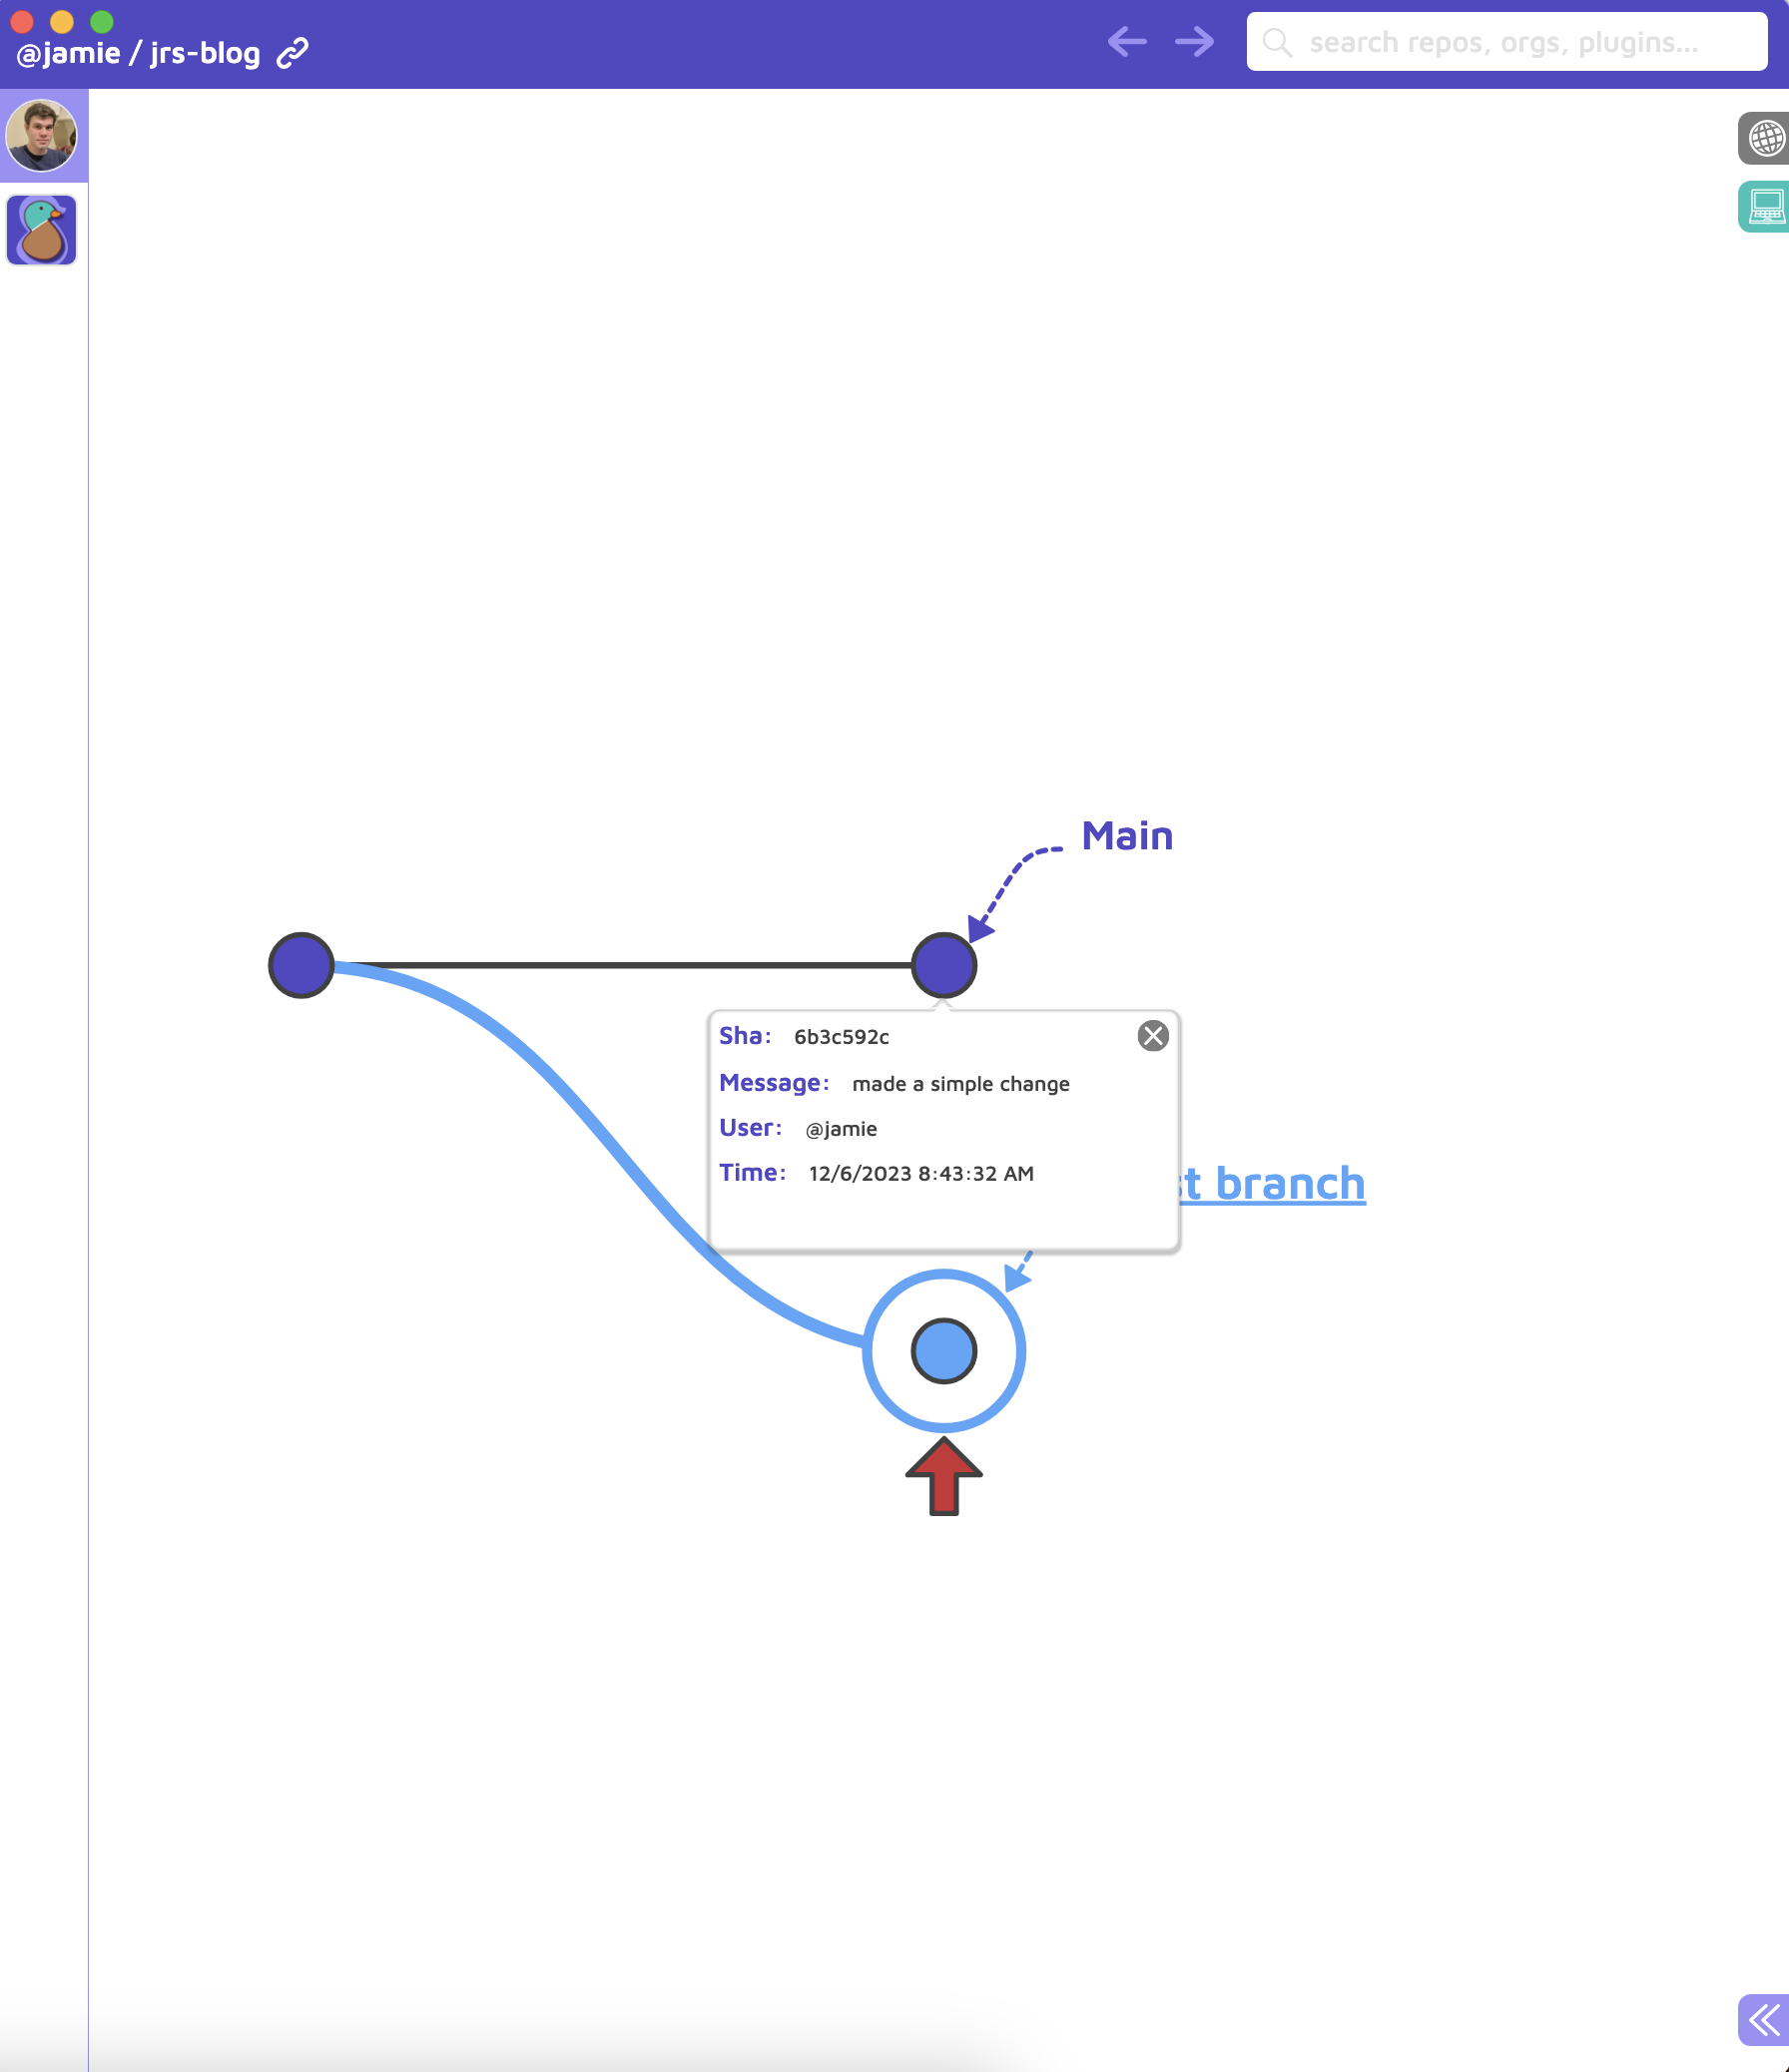 @jamie / jrs-blog
search repos, orgs, plugins...
Main
Sha: 6b3c592c
Message: made a simple change
User: @jamie
Time: 12/6/2023 8:43:32 AM
branch